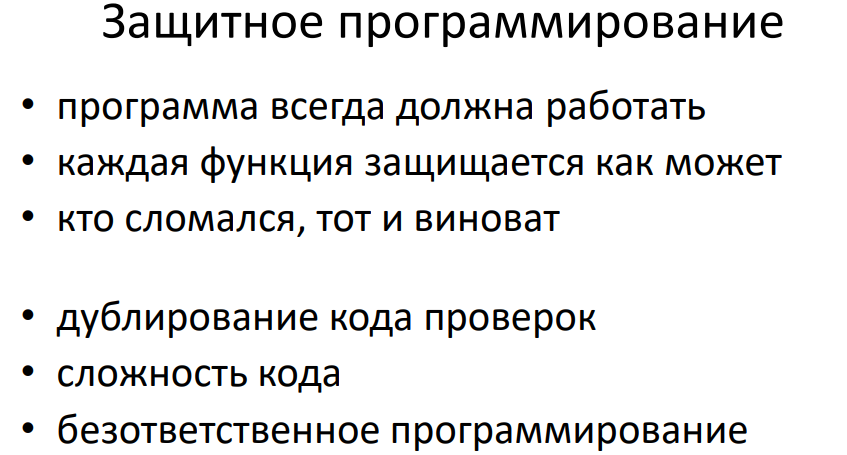 Защитное программирование
• программа всегда должна работать
• каждая функция защищается как может
• кто сломался, тот и виноват
• дублирование кода проверок
• сложность кода
• безответственное программирование